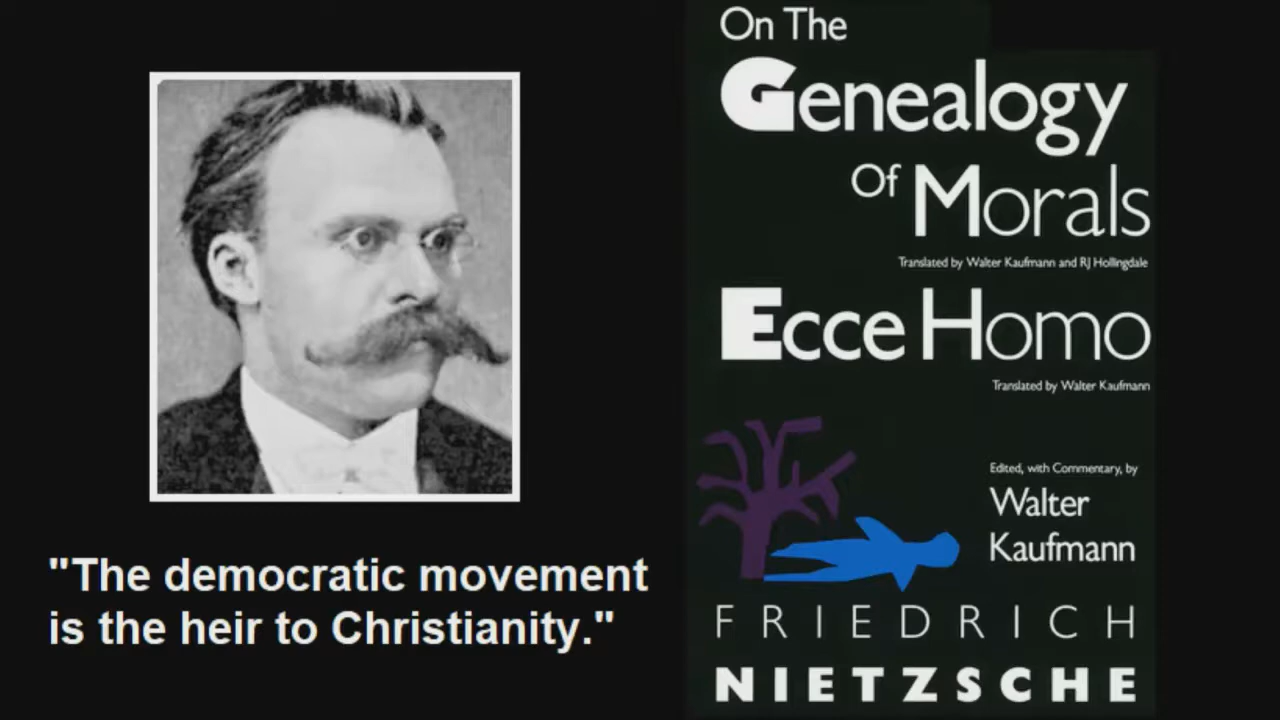 "The democratic movement
is the heir to Christianity."
On The
Genealogy
Of Morals
Translated by Walter Kaufmann and RJ Hollingdale
Ecce Homo
Translated by Walter Kaufmann
Edited, with Commentary, by
Walter
Kaufmann
FRIEDRICH
NIETZSCHE